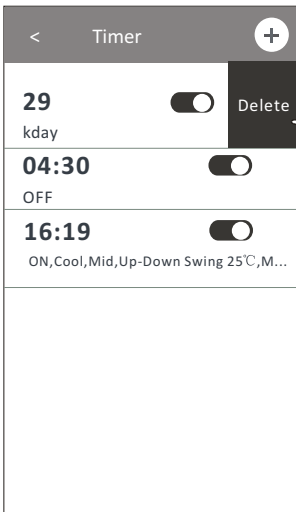 < Timer +
29 Delete
kday
04:30
OFF
16:19
ON,Cool,Mid,Up-Down Swing 25℃,M...